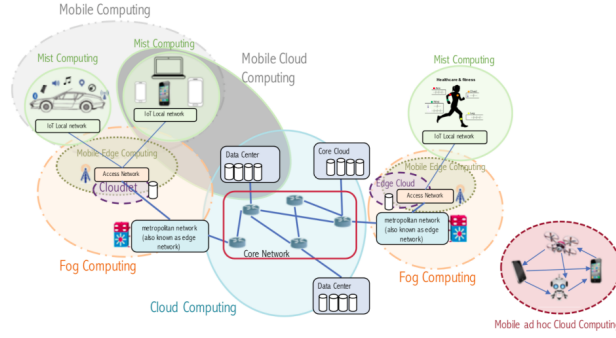 Mobile Computing
Mist Computing
Mist Computing
Mobile Cloud
Computing
Mist Computing
Healthcare & fitness
IoT Local network
IoT Local network
IoT Local network
Mobile Edge Computing
Access Network
Cloudlet
Data Center
Core Cloud
Mobile Edge Computing
Edge Cloud
Access Network
metropolitan network
(also known as edge
network)
Core Network
metropolitan network
(also known as edge
network)
Fog Computing
Fog Computing
Data Center
Cloud Computing
Mobile ad hoc Cloud Computing